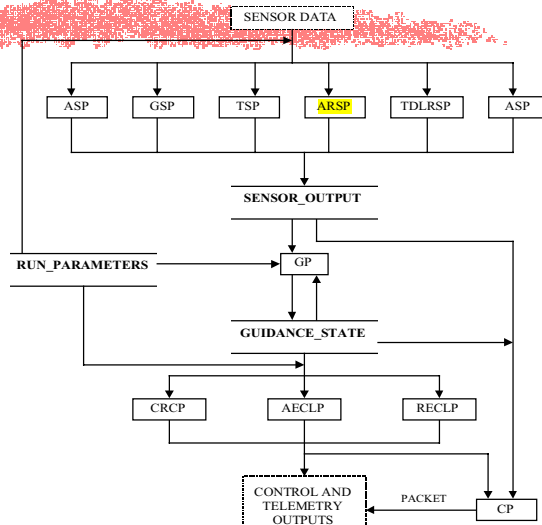 SENSOR DATA
ASP GSP TSP ARSP TDLRSP ASP
SENSOR_OUTPUT
GP
RUN_PARAMETERS
GUIDANCE_STATE
CRCP AECLP RECLP
CONTROL AND
TELEMETRY
OUTPUTS
PACKET
CP